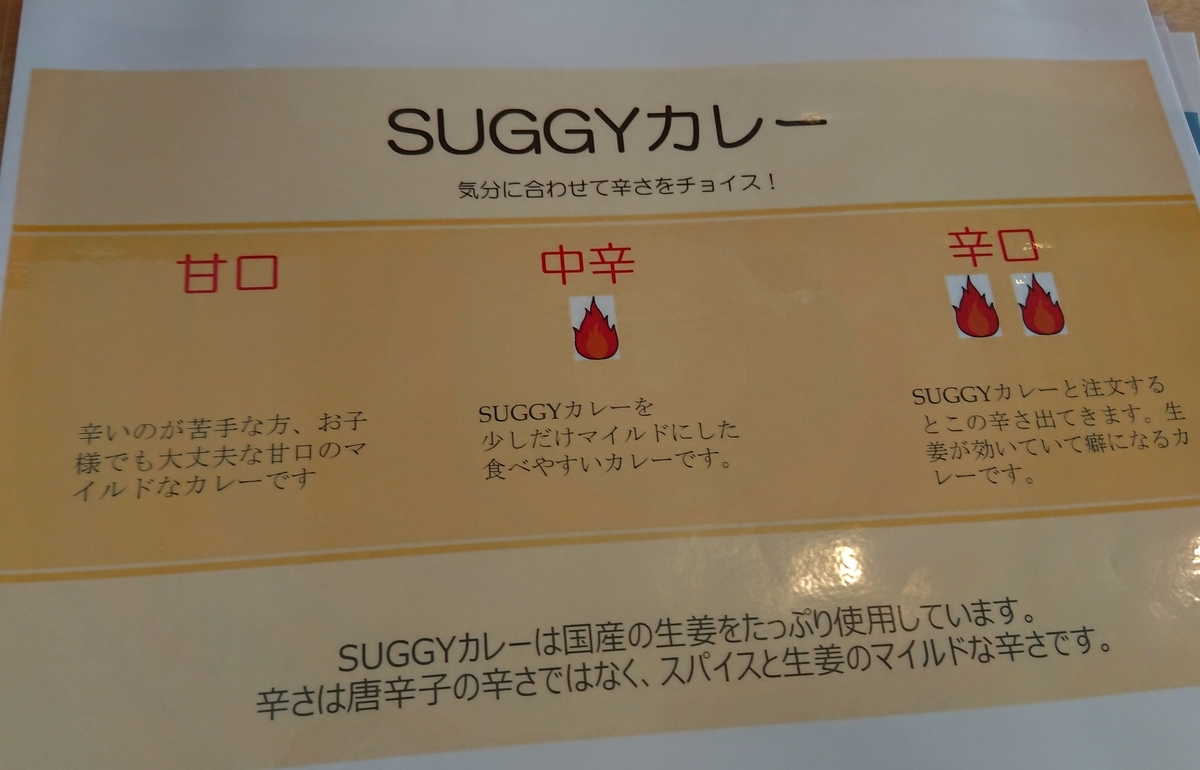 SUGGYカレー
気分に合わせて辛さをチョイス！
甘口
辛いのが苦手な方、お子
様でも大丈夫な甘口のマ
イルドなカレーです
中辛
SUGGYカレーを
少しだけマイルドにした
食べやすいカレーです。
辛口
SUGGYカレーと注文する
とこの辛さ出てきます。生
姜が効いていて癖になるカ
レーです。
SUGGYカレーは国産の生姜をたっぷり使用しています。
辛さは唐辛子の辛さではなく、スパイスと生姜のマイルドな辛さです。